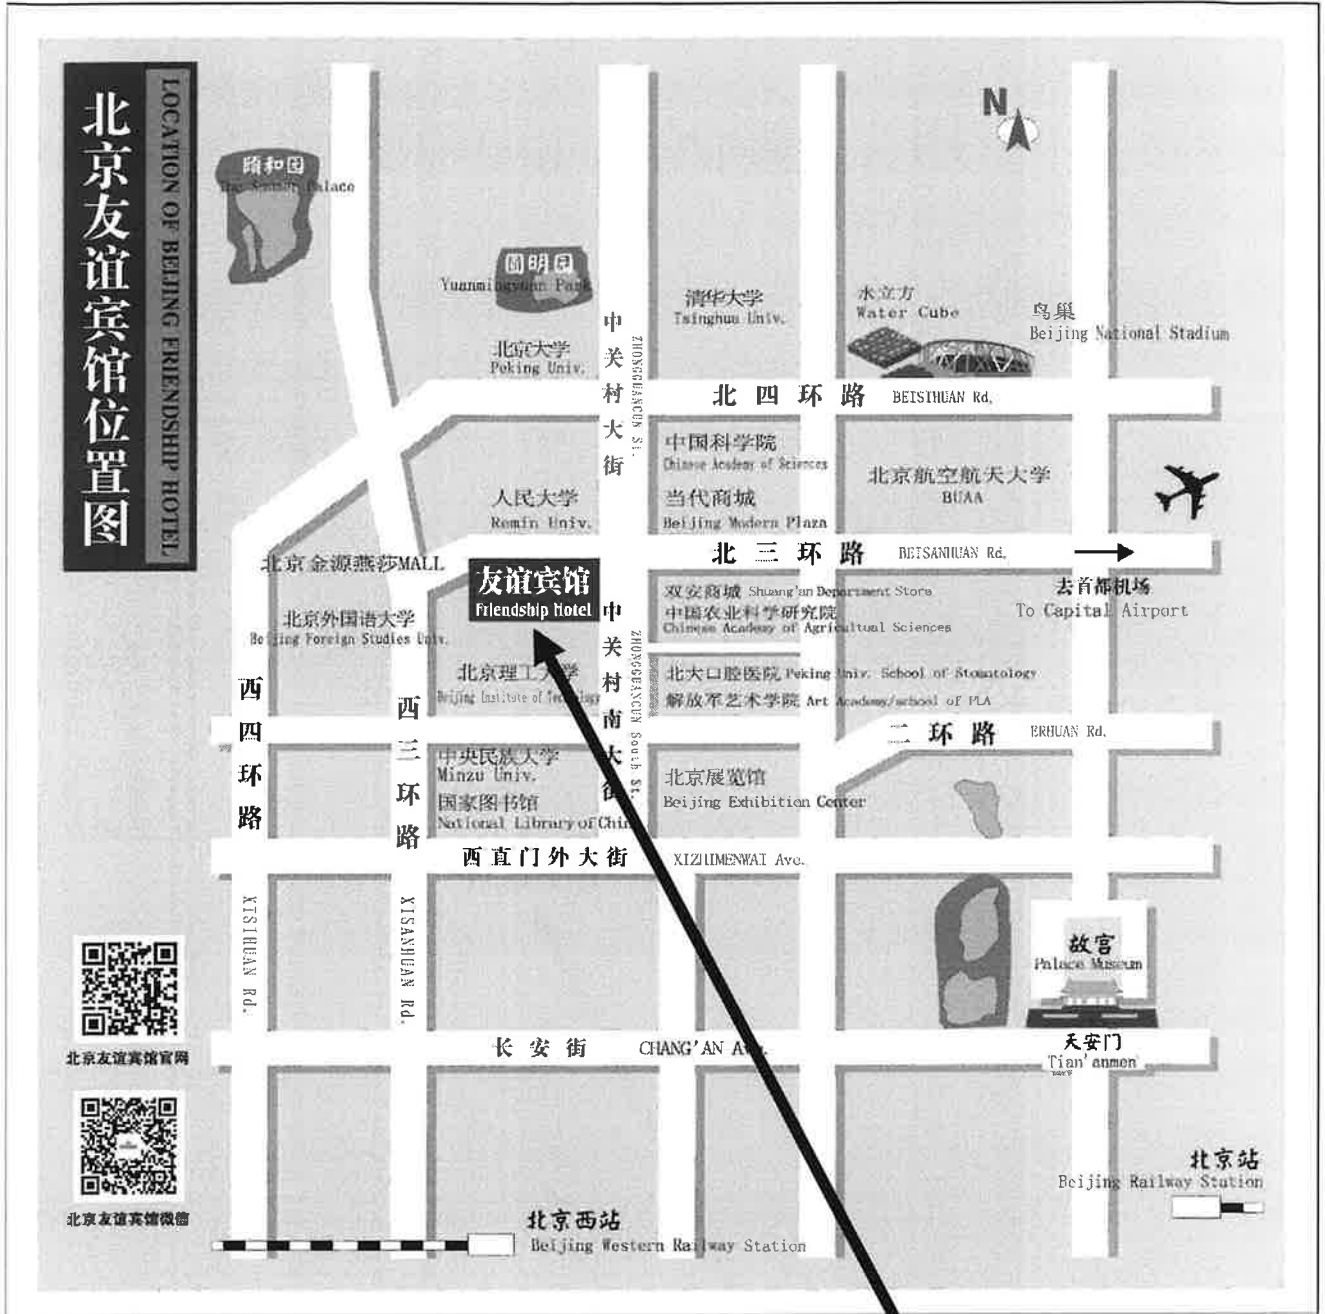 北京友谊宾馆位置图
LOCATION OF BEIJING FRIENDSHIP HOTEL
N
颐和园
圆明园
Yuanmingyuan Park
清华大学
Tsinghua Univ.
水立方
Water Cube
鸟巢
Beijing National Stadium
北京大学
Peking Univ.
中关村大街
ZHONGGUANCUN St.
北四环路 BEISIHUAN Rd.
中国科学院
Chinese Academy of Sciences
北京航空航天大学
BUAA
人民大学
Remin Univ.
当代商城
Beijing Modern Plaza
北三环路 BEISANHUAN Rd.
去首都机场
To Capital Airport
北京金源燕莎MALL
友谊宾馆
Friendship Hotel
双安商城 Shuang'an Department Store
中国农业科学研究院
Chinese Academy of Agricultural Sciences
北京外国语大学
Beijing Foreign Studies Univ.
中关村南大街
ZHONGGUANCUN South St.
北京理工大学
Beijing Institute of Technology
北大口腔医院 Peking Univ. School of Stomatology
解放军艺术学院 Art Academy/school of PLA
西四环路
XISIHUAN Rd.
西三环路
XISANHUAN Rd.
二环路 ERHUAN Rd.
中央民族大学
Minzu Univ.
国家图书馆
National Library of Chin
北京展览馆
Beijing Exhibition Center
西直门外大街 XIZHIMENWAI Ave.
故宫
Palace Museum
长安街 CHANG'AN Ave.
天安门
Tian'anmen
北京友谊宾馆官网
北京友谊宾馆微信
北京站
Beijing Railway Station
北京西站
Beijing Western Railway Station